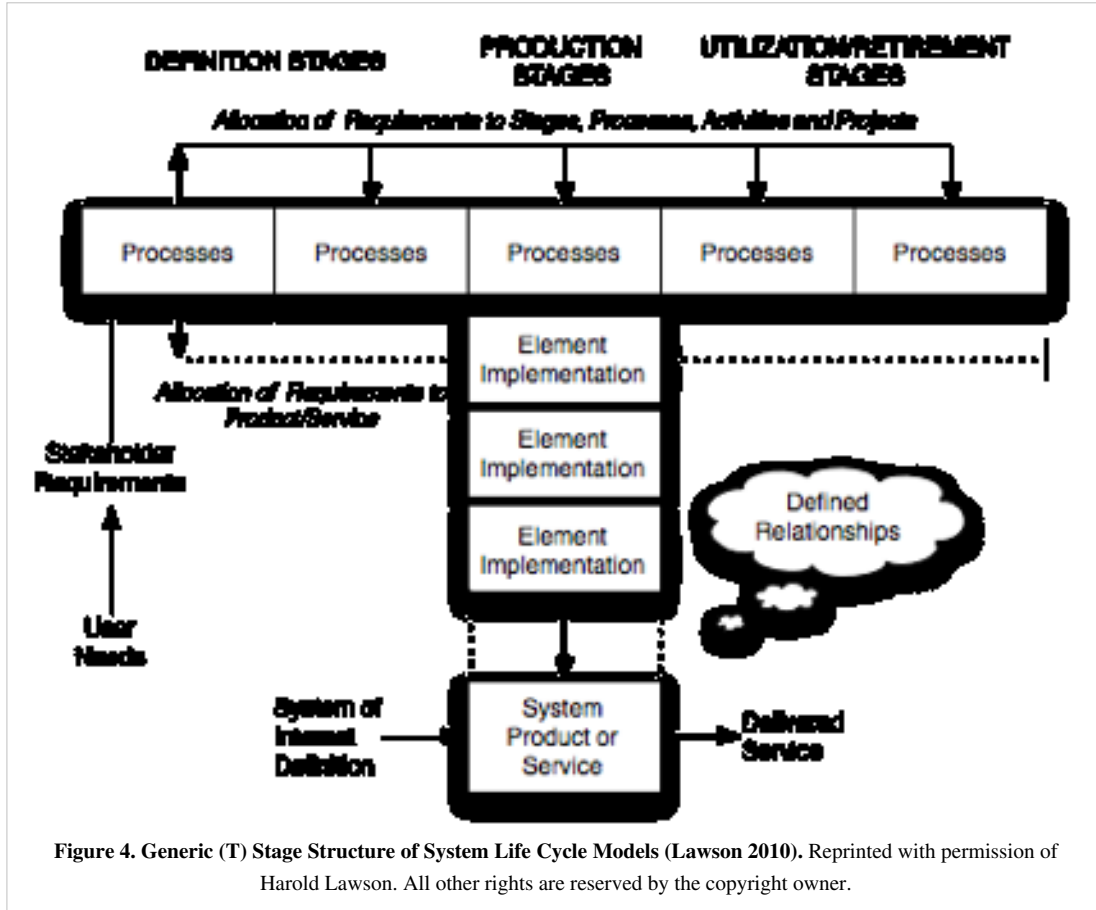 DEFINITION STAGES
PRODUCTION
STAGES
UTILIZATION/RETIREMENT
STAGES
Allocation of Requirements to Stages, Processes, Activities and Projects
Processes
Processes
Processes
Processes
Processes
Element
Implementation
Allocation of Requirements to
Product/Service
Element
Implementation
Stakeholder
Requirements
Defined
Relationships
Element
Implementation
User
Needs
System of
Interest
Definition
System
Product or
Service
Delivered
Service
Figure 4. Generic (T) Stage Structure of System Life Cycle Models (Lawson 2010). Reprinted with permission of
Harold Lawson. All other rights are reserved by the copyright owner.